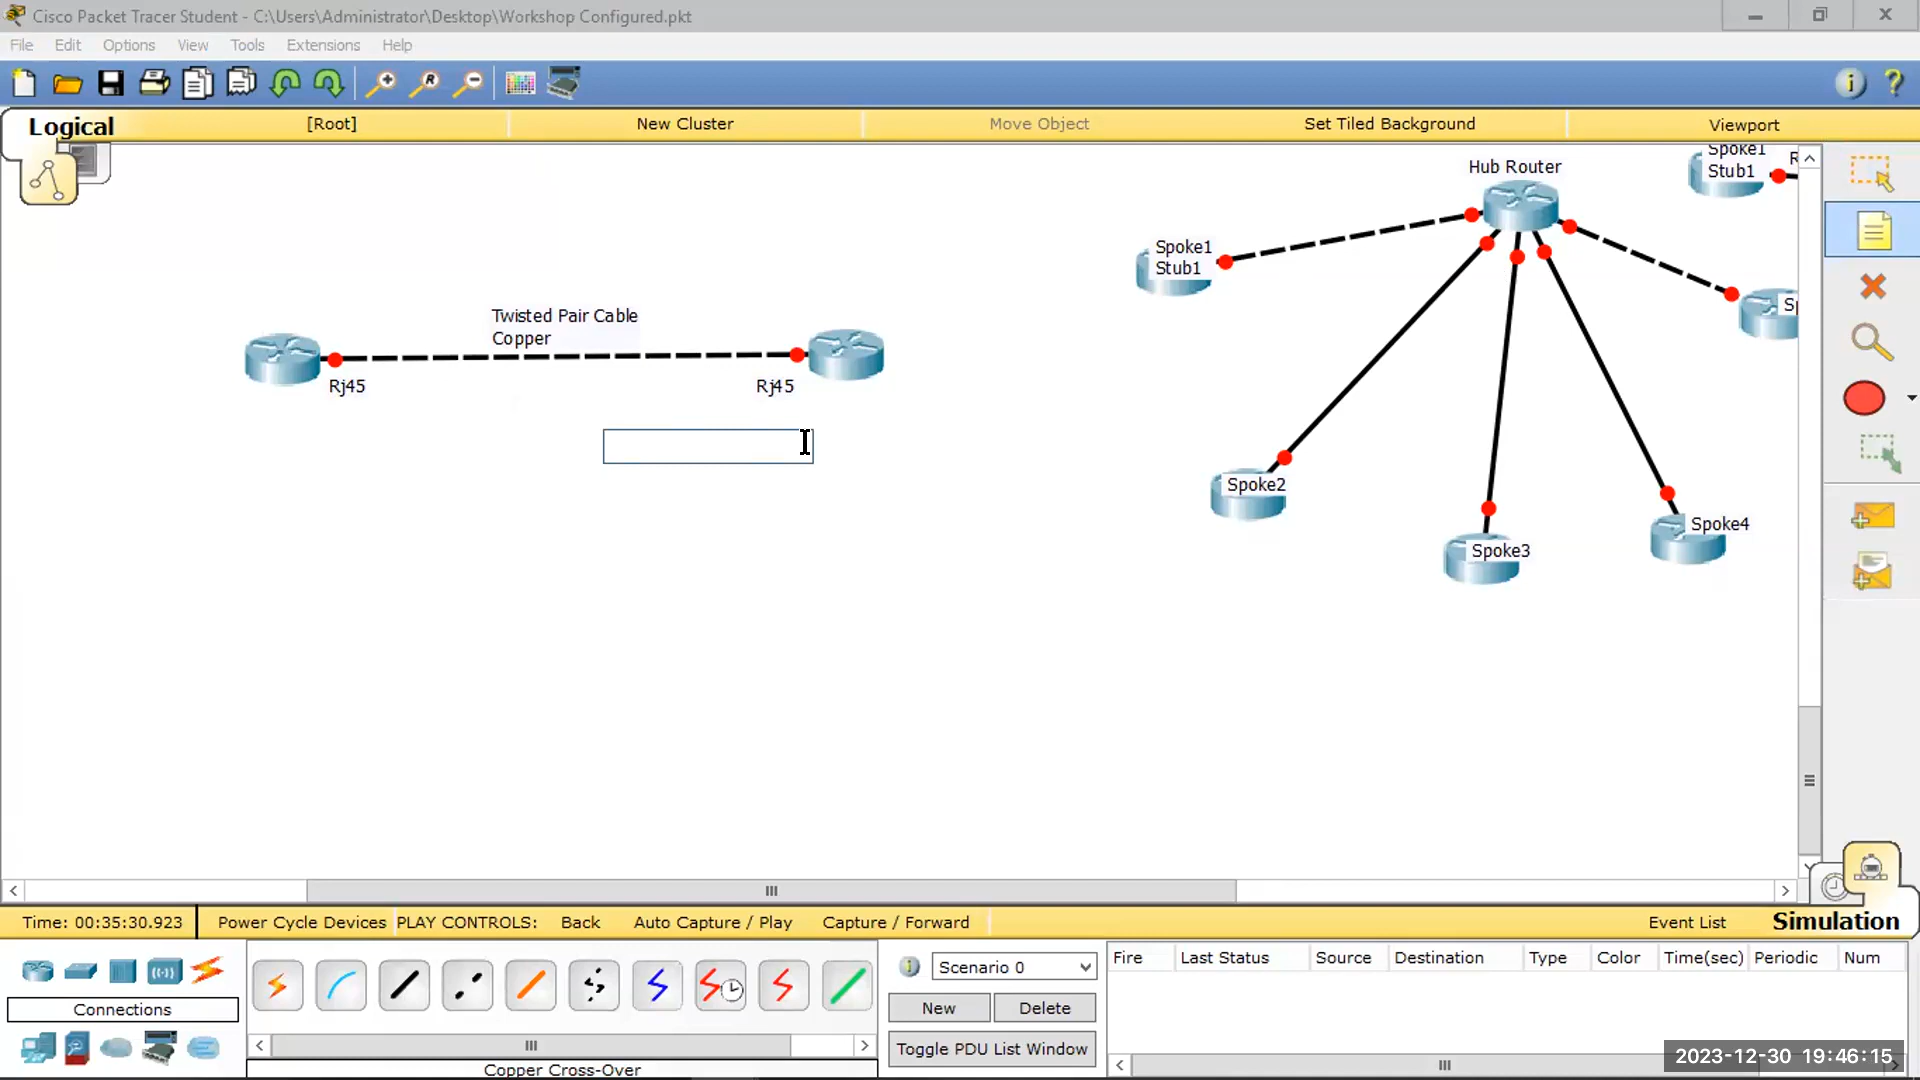 Cisco Packet Tracer Student - C:\Users\Administrator\Desktop\Workshop Configured.pkt
File Edit Options View Tools Extensions Help
Logical [Root] New Cluster Move Object Set Tiled Background Viewport
Spoke1
Stub1
R
Hub Router
Spoke1
Stub1
Sp
Twisted Pair Cable
Copper
Rj45 Rj45
Spoke2
Spoke4
Spoke3
Time: 00:35:30.923 Power Cycle Devices PLAY CONTROLS: Back Auto Capture / Play Capture / Forward Event List Simulation
Scenario 0 Fire Last Status Source Destination Type Color Time(sec) Periodic Num
Connections New Delete
Toggle PDU List Window
Copper Cross-Over
2023-12-30 19:46:15